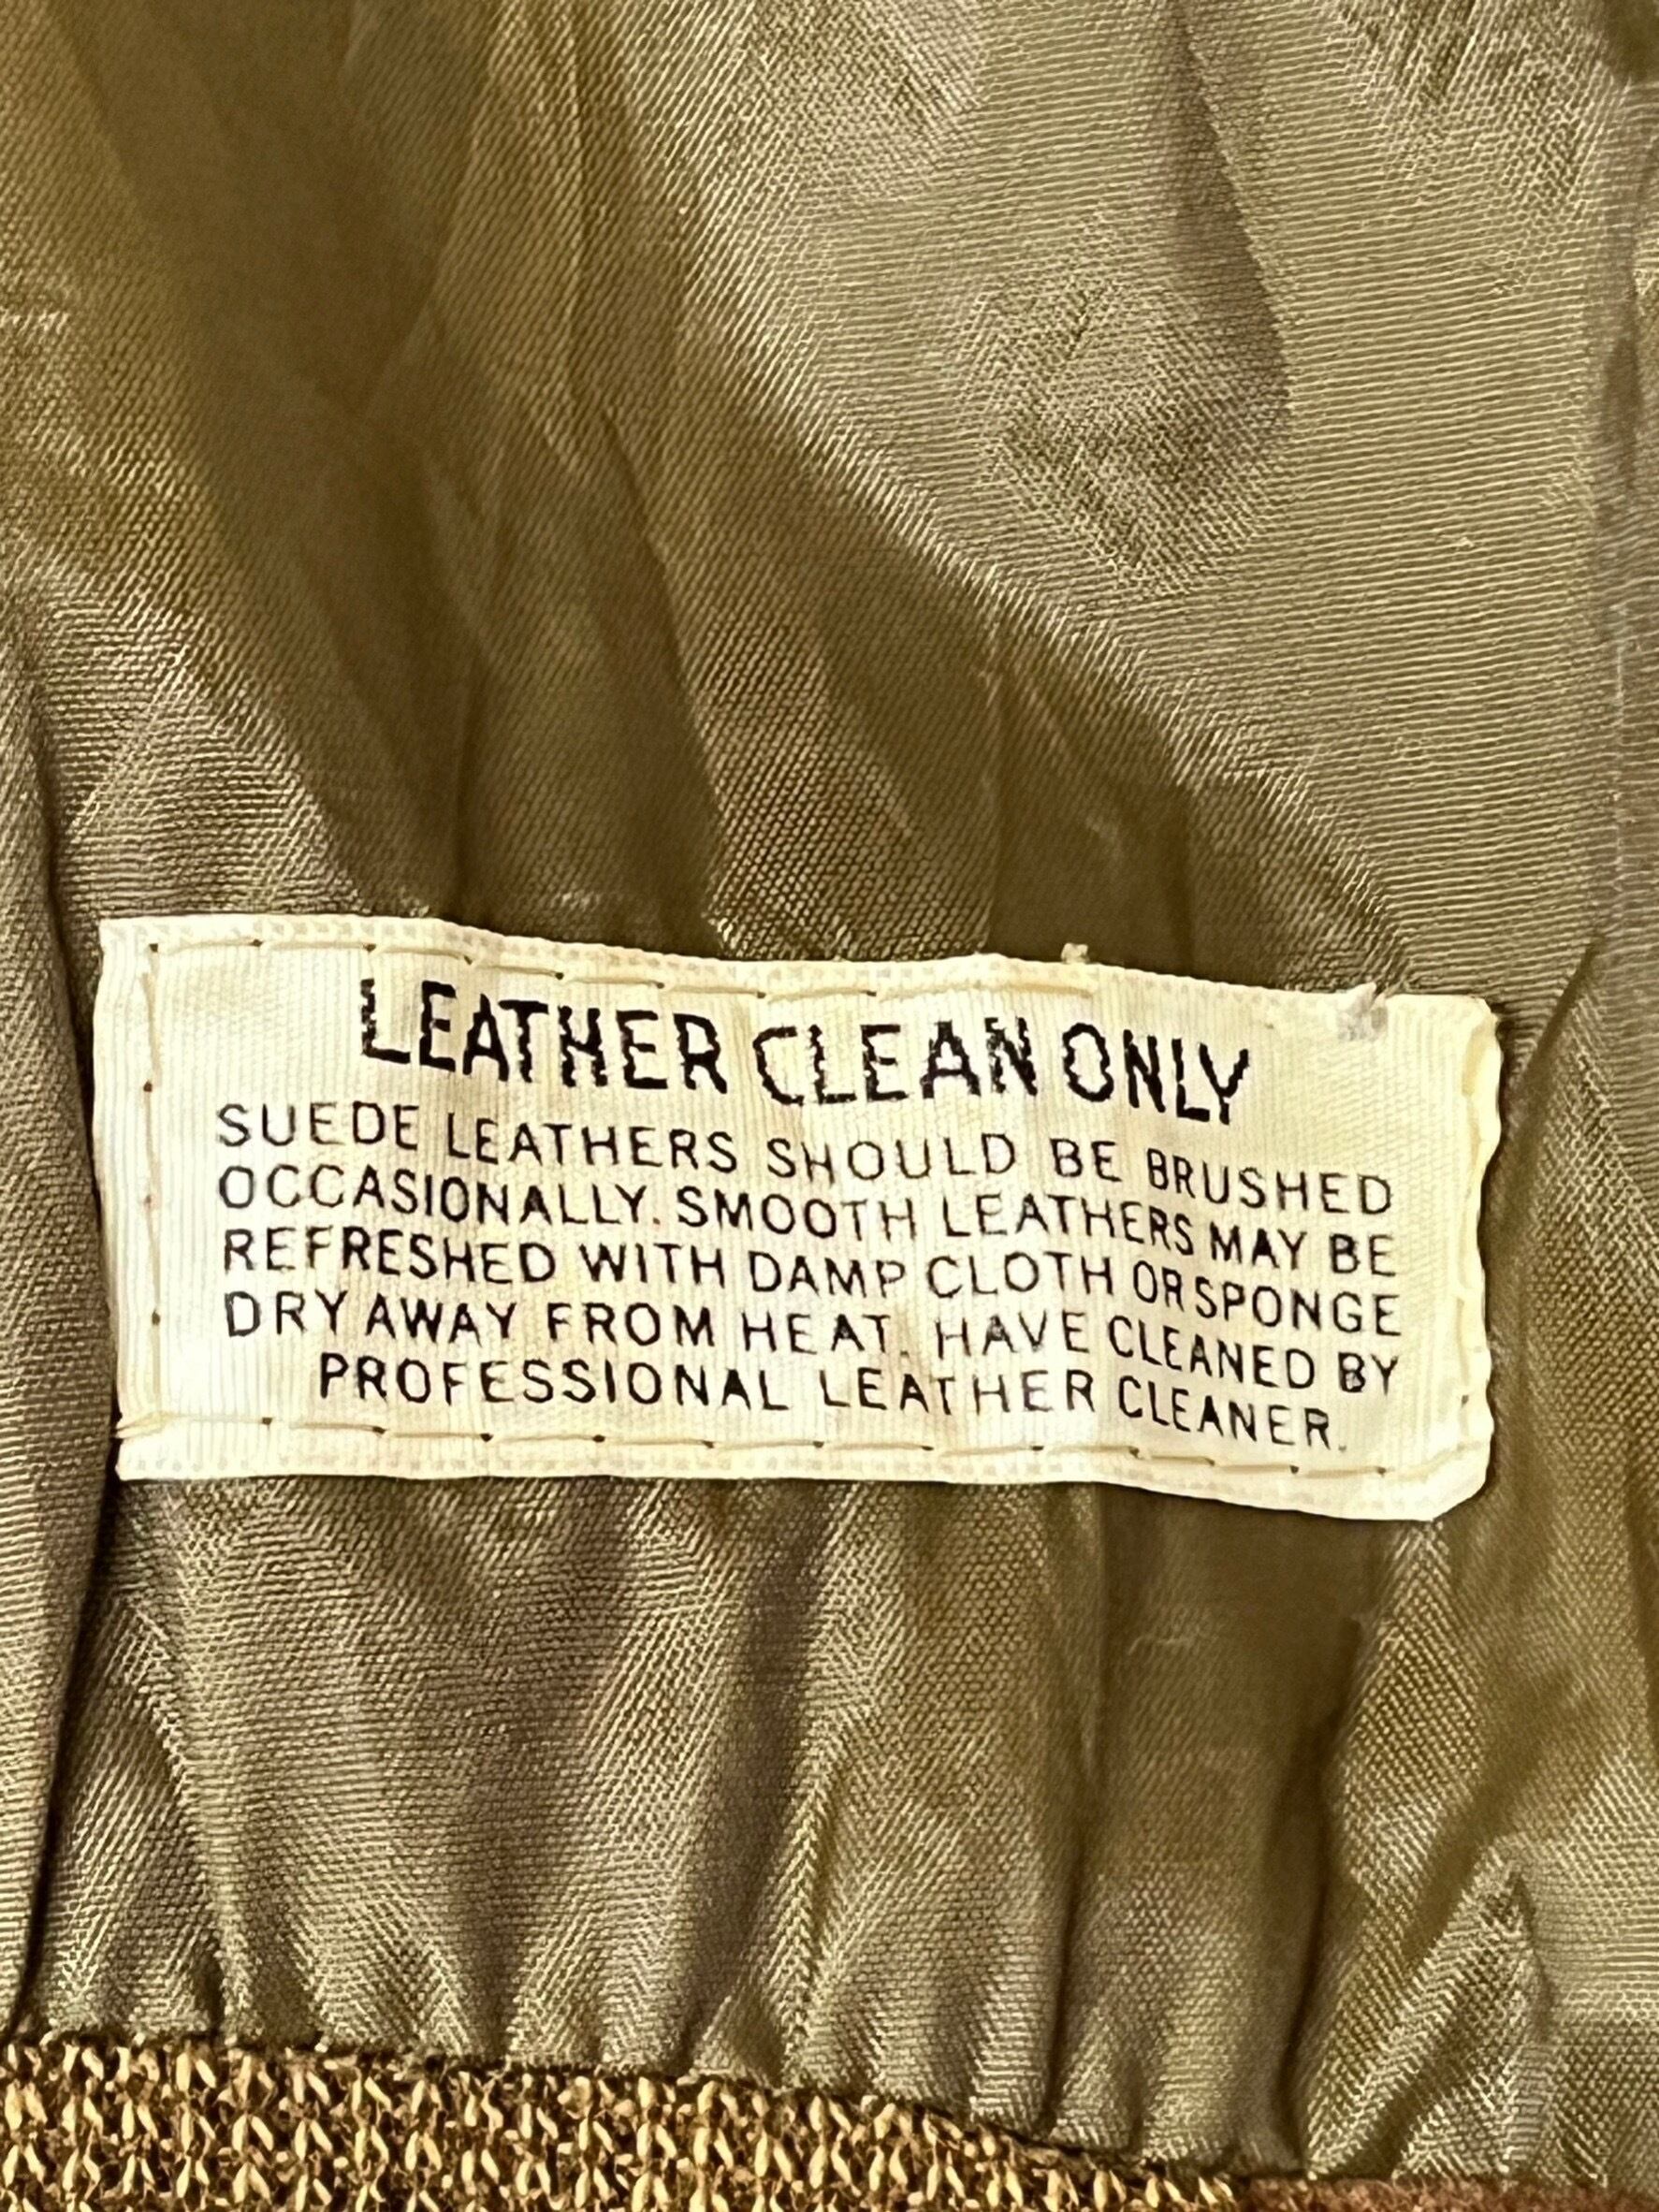 LEATHER CLEAN ONLY
SUEDE LEATHERS SHOULD BE BRUSHED
OCCASIONALLY. SMOOTH LEATHERS MAY BE
REFRESHED WITH DAMP CLOTH OR SPONGE
DRY AWAY FROM HEAT. HAVE CLEANED BY
PROFESSIONAL LEATHER CLEANER.